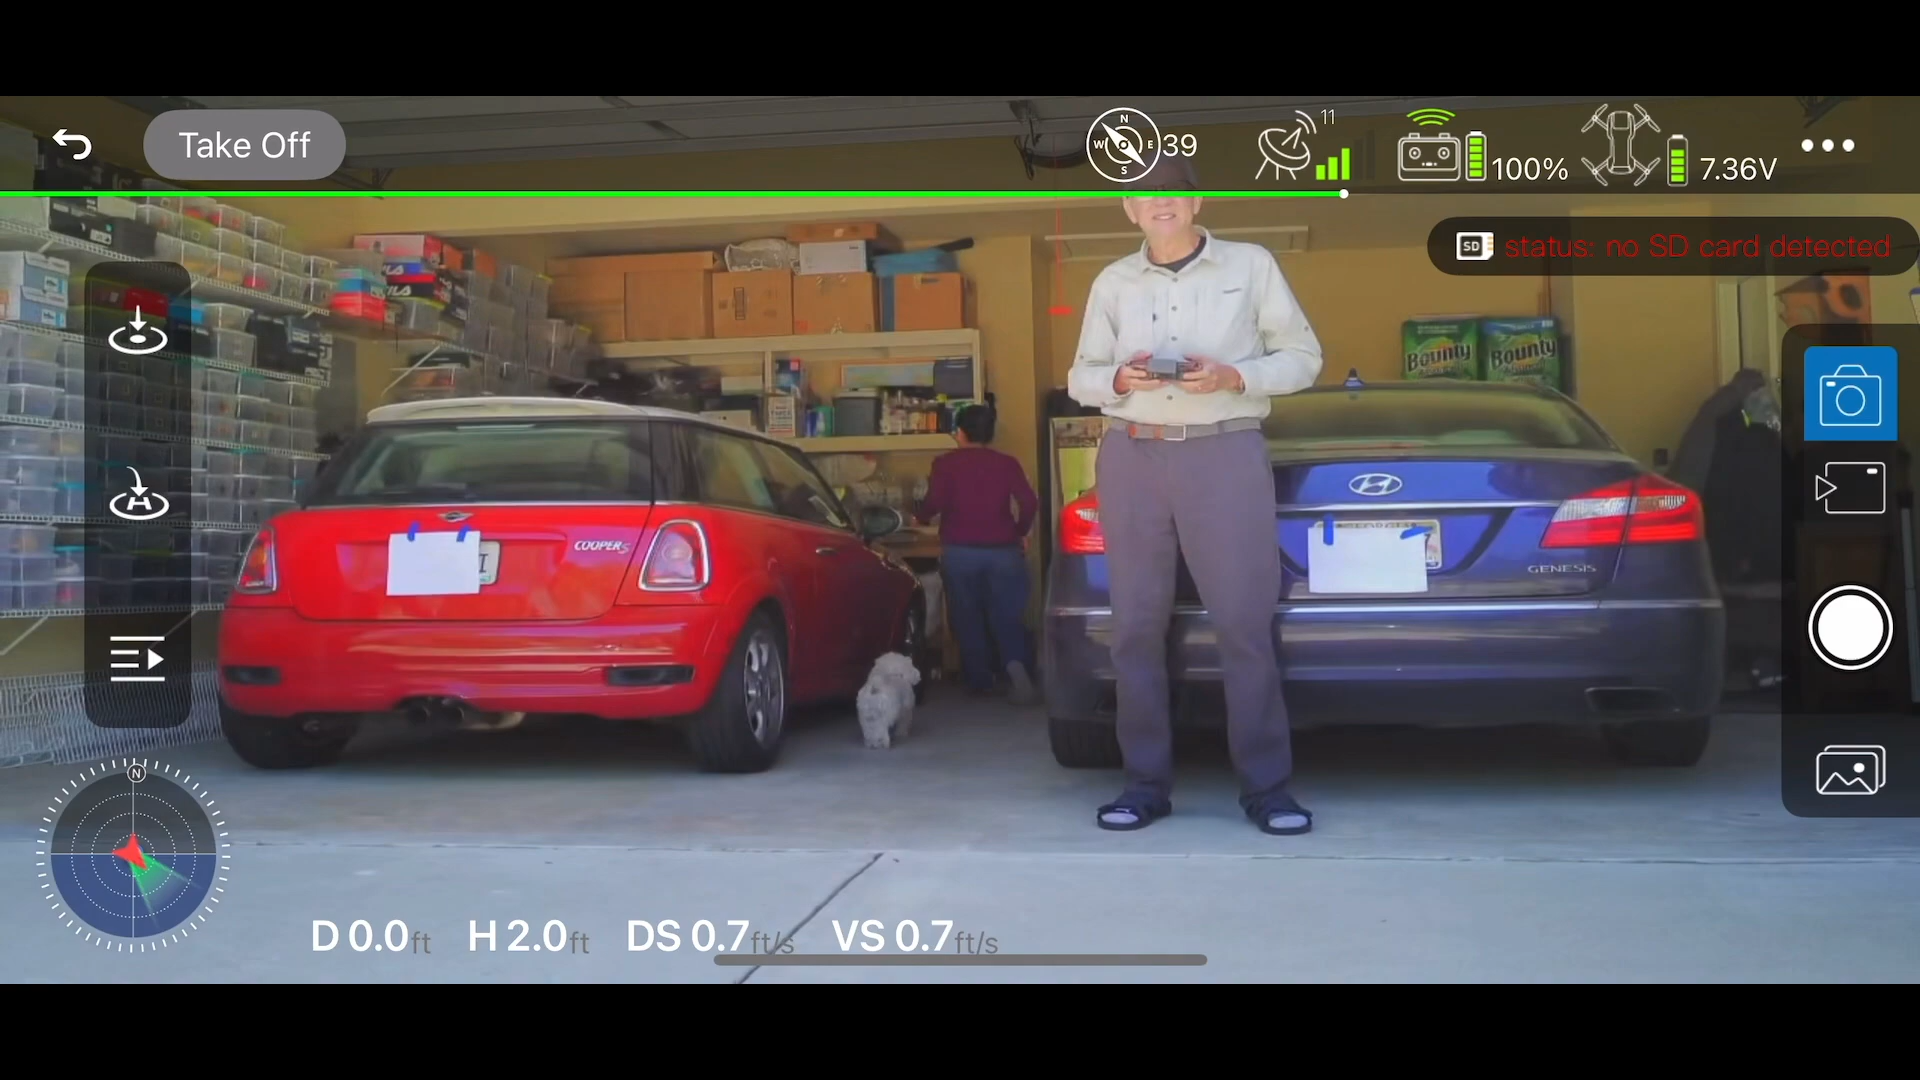 Take Off
N
W E
S
39
11
100%
7.36V
SD status: no SD card detected
Bounty
Bounty
COOPER S
GENESIS
H
N
D 0.0ft H 2.0ft DS 0.7ft/s VS 0.7ft/s